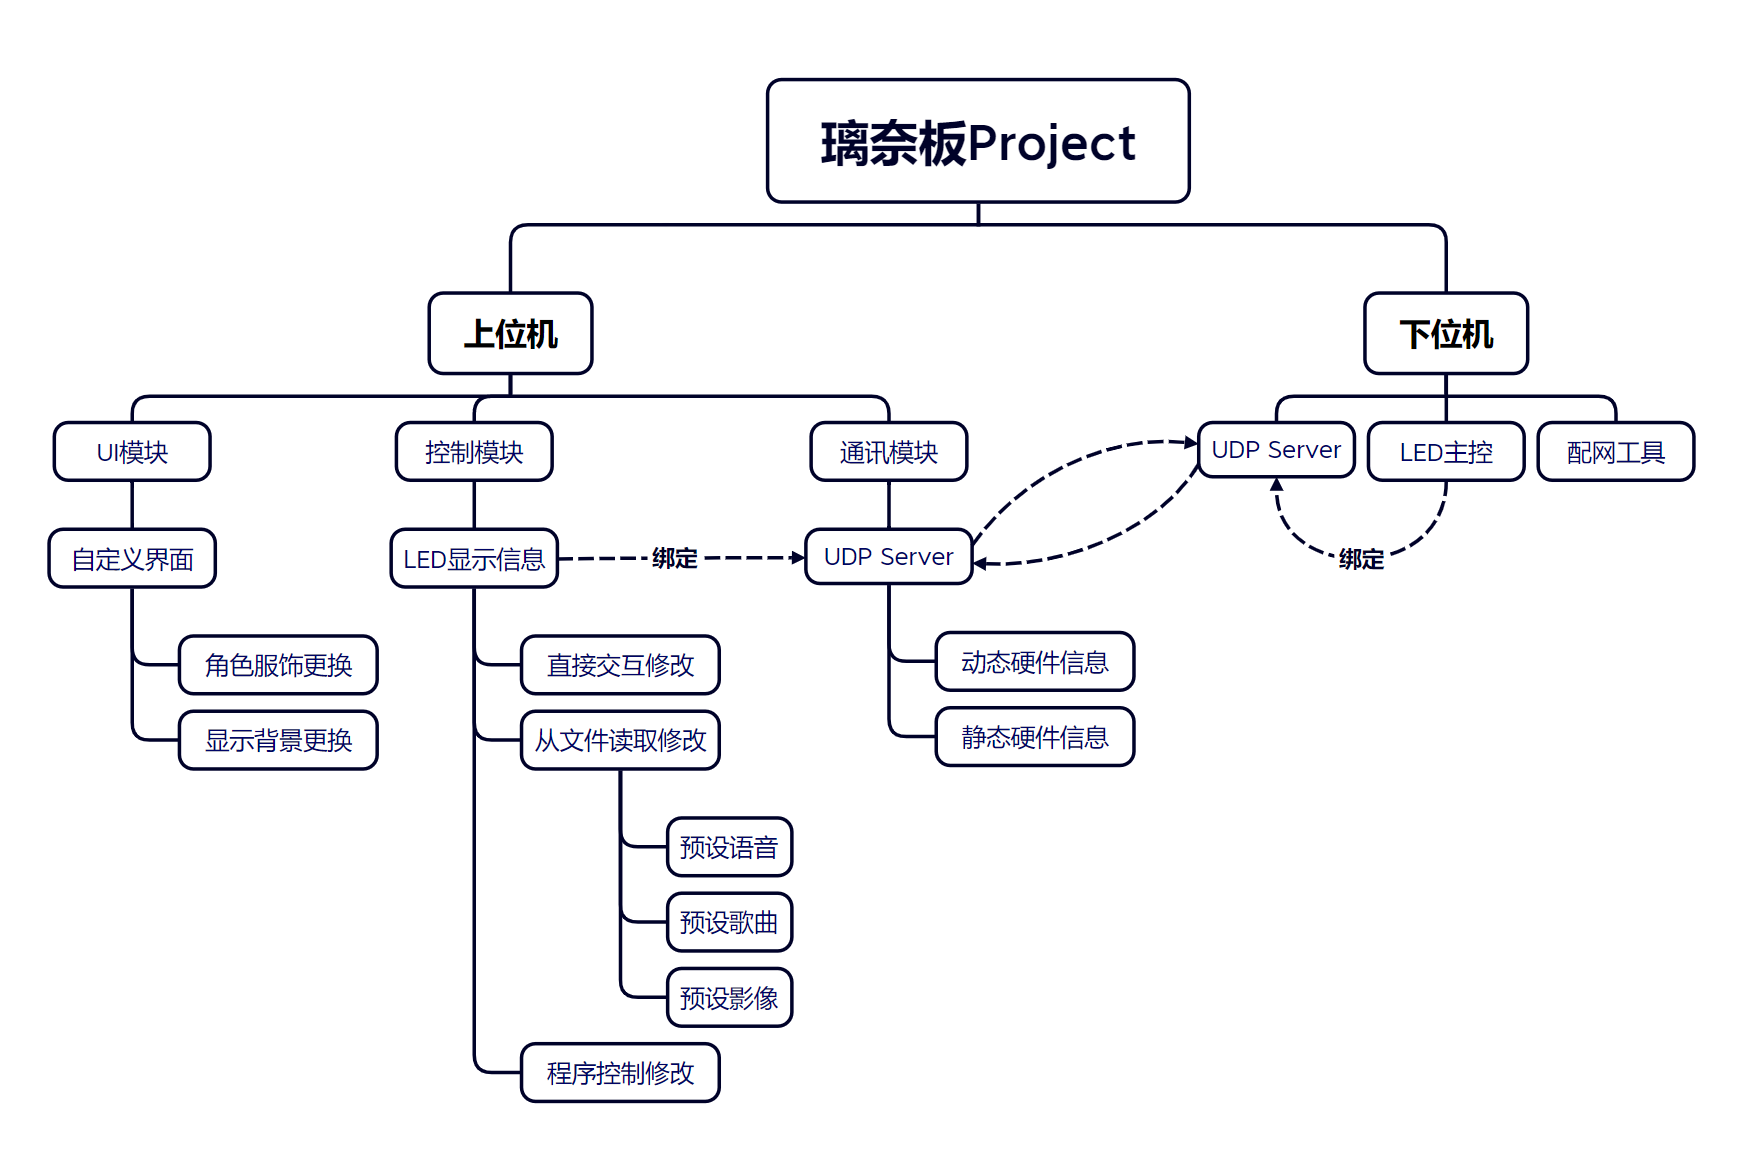 璃奈板Project
上位机
下位机
UI模块
控制模块
通讯模块
UDP Server
LED主控
配网工具
自定义界面
LED显示信息
绑定
UDP Server
绑定
角色服饰更换
直接交互修改
动态硬件信息
显示背景更换
从文件读取修改
静态硬件信息
预设语音
预设歌曲
预设影像
程序控制修改